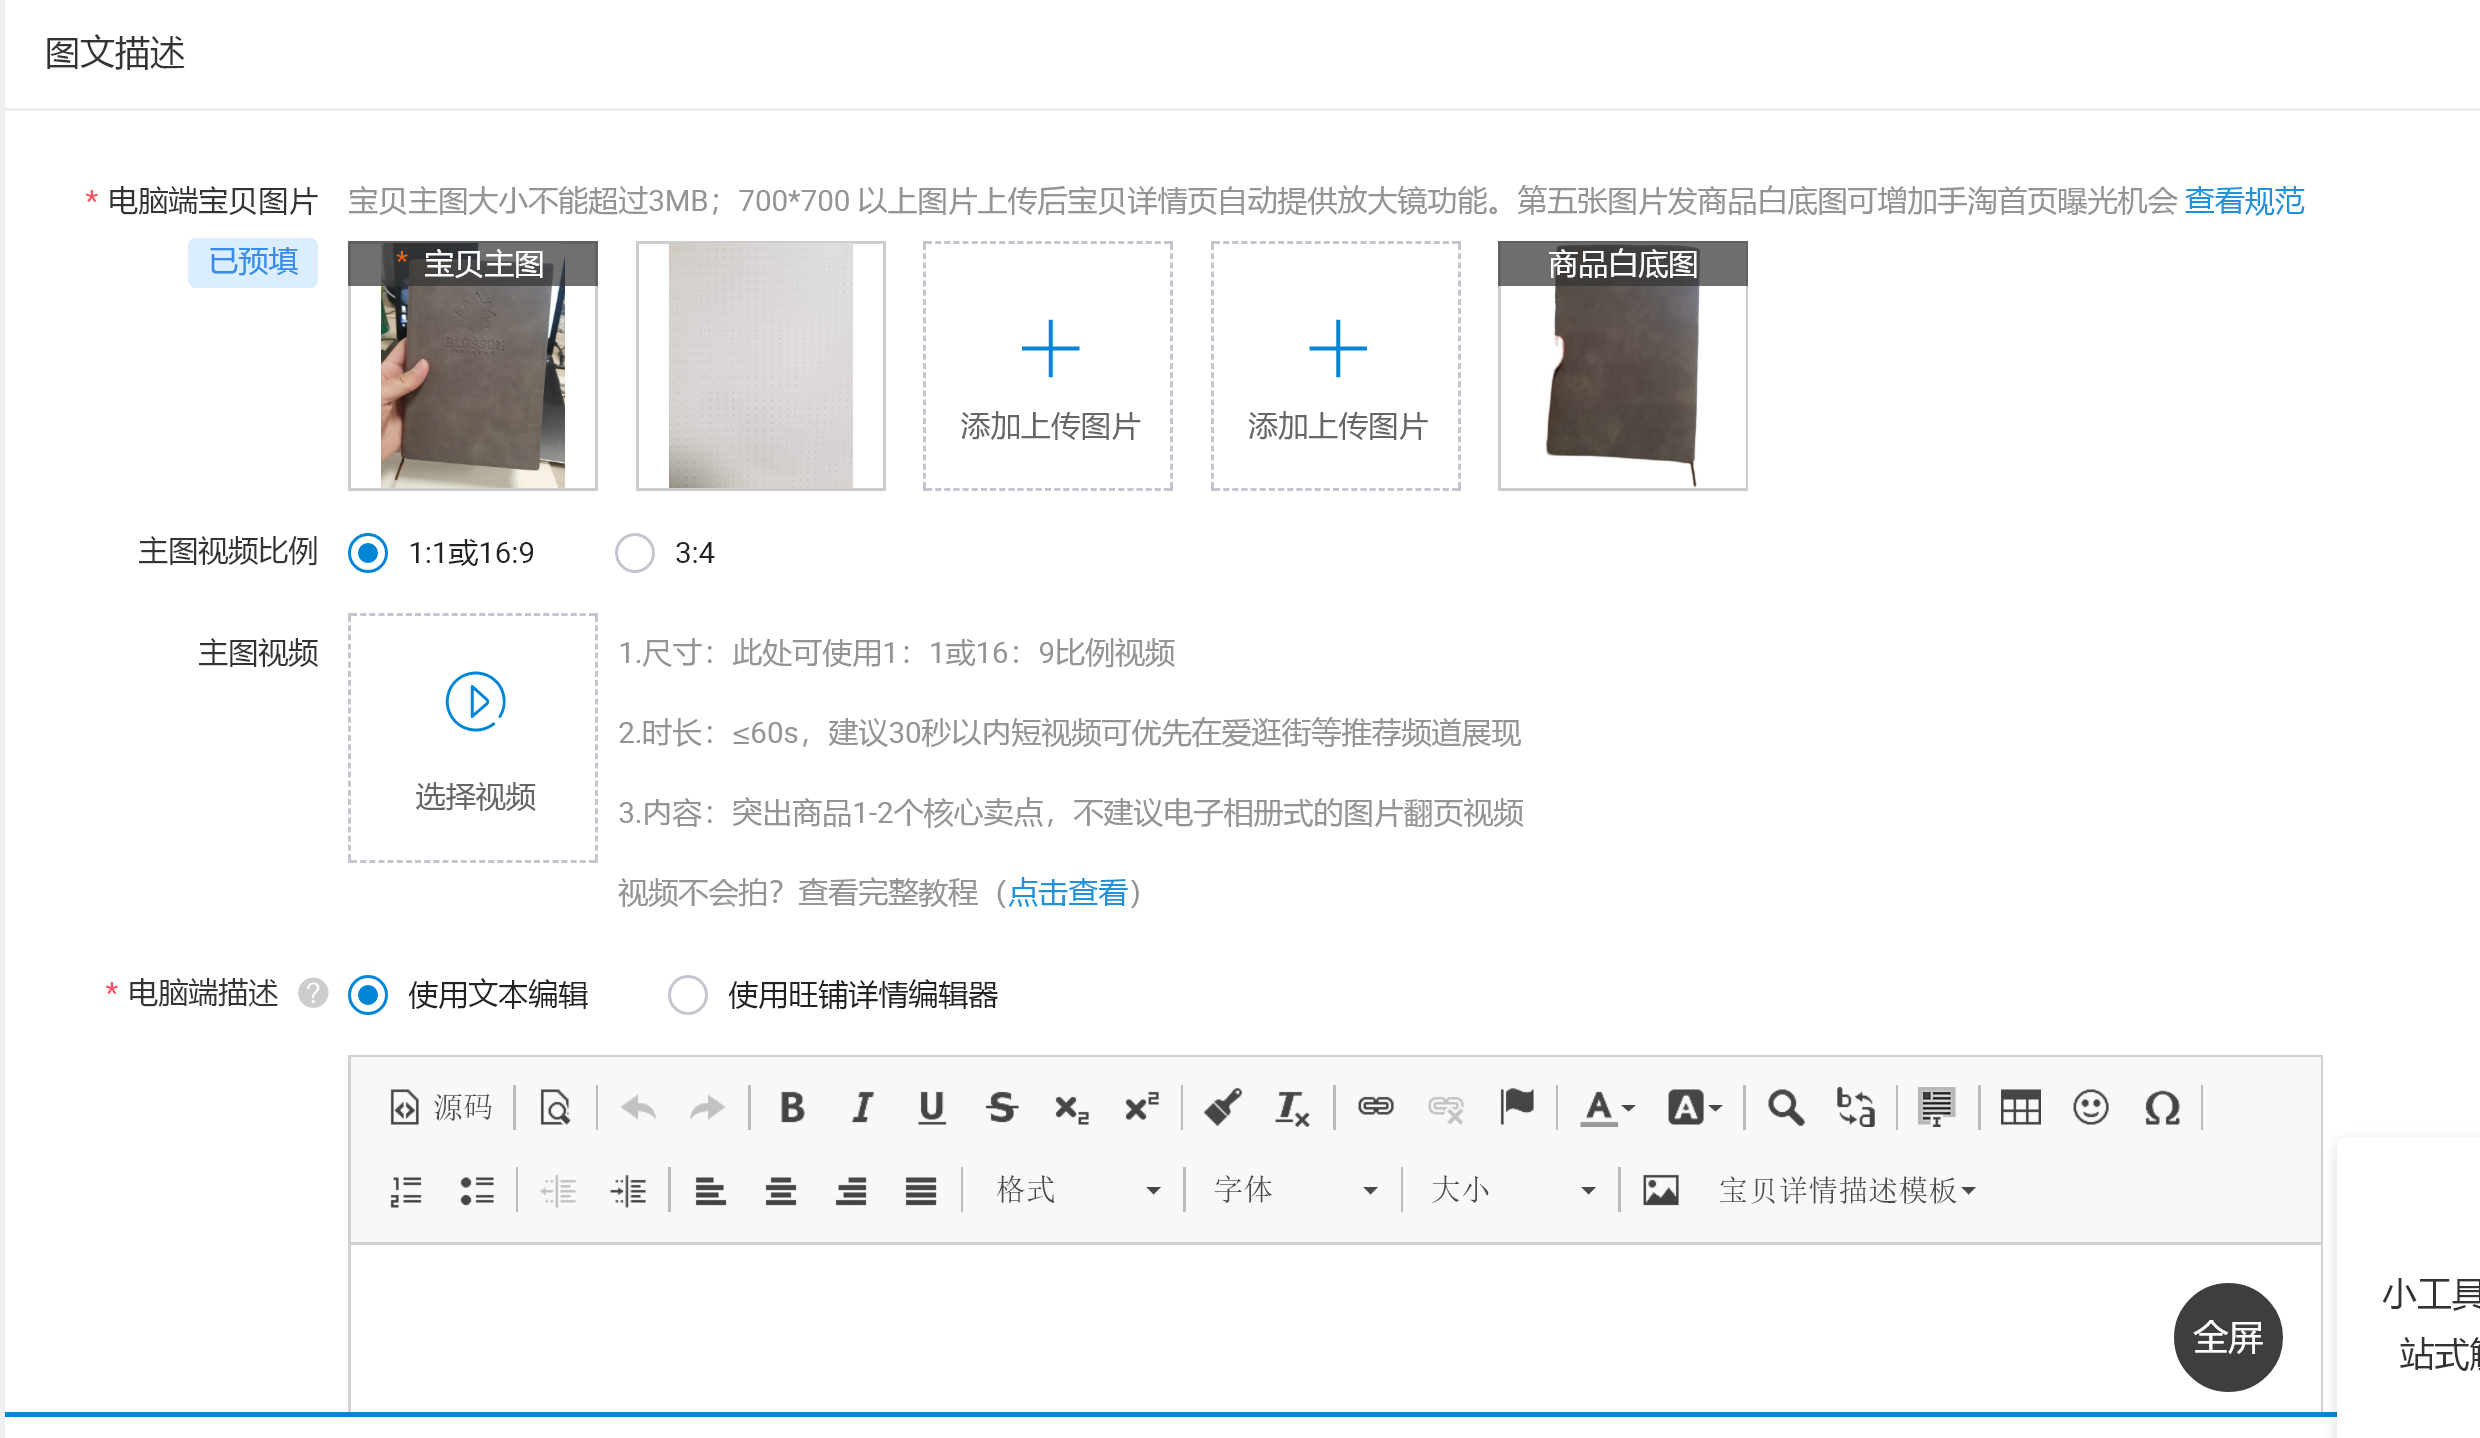 图文描述
* 电脑端宝贝图片 宝贝主图大小不能超过3MB；700*700 以上图片上传后宝贝详情页自动提供放大镜功能。第五张图片发商品白底图可增加手淘首页曝光机会 查看规范
已预填
* 宝贝主图
商品白底图
BLOSSOM
添加上传图片 添加上传图片
主图视频比例 1:1或16:9 3:4
主图视频
选择视频
1.尺寸：此处可使用1：1或16：9比例视频
2.时长：≤60s，建议30秒以内短视频可优先在爱逛街等推荐频道展现
3.内容：突出商品1-2个核心卖点，不建议电子相册式的图片翻页视频
视频不会拍？查看完整教程（点击查看）
* 电脑端描述 ? 使用文本编辑 使用旺铺详情编辑器
源码
格式 字体 大小 宝贝详情描述模板
全屏
小工具
站式